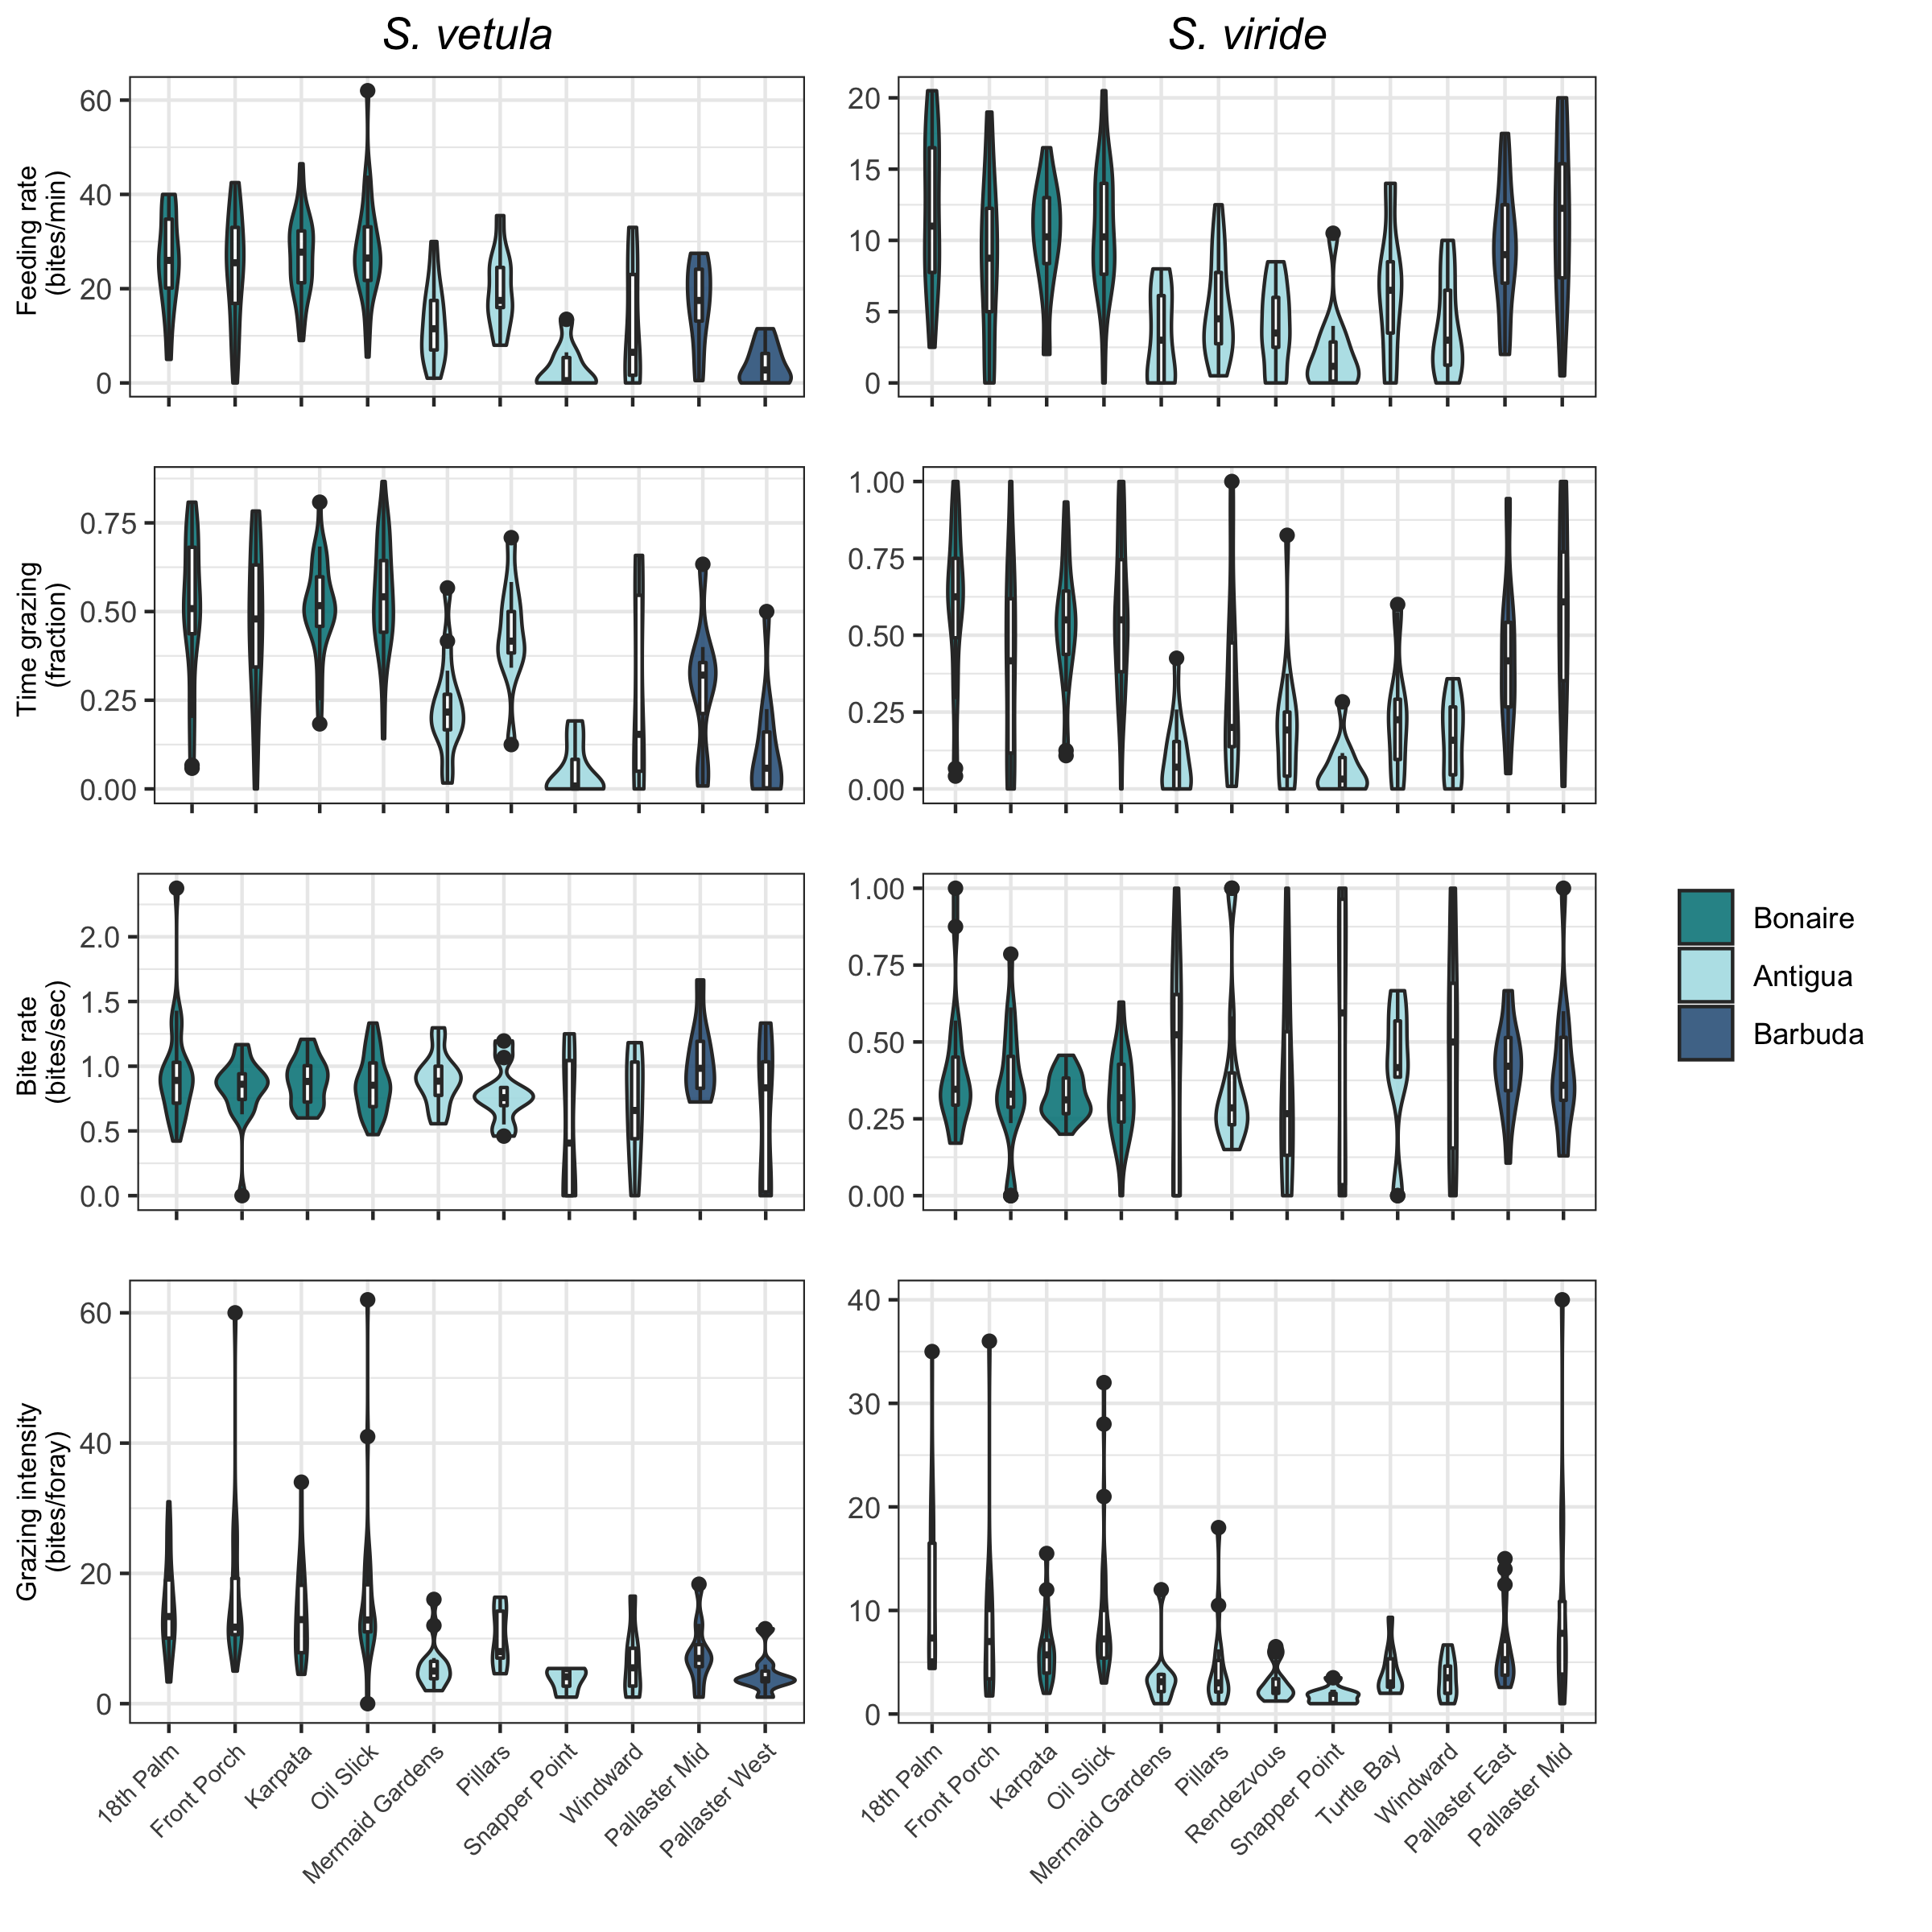 S. vetula
S. viride
Feeding rate
(bites/min)
60
40
20
0
20
15
10
5
0
Time grazing
(fraction)
0.75
0.50
0.25
0.00
1.00
0.75
0.50
0.25
0.00
Bite rate
(bites/sec)
2.0
1.5
1.0
0.5
0.0
1.00
0.75
0.50
0.25
0.00
Bonaire
Antigua
Barbuda
Grazing intensity
(bites/foray)
60
40
20
0
40
30
20
10
0
18th Palm
Front Porch
Karpata
Oil Slick
Mermaid Gardens
Pillars
Snapper Point
Windward
Pallaster Mid
Pallaster West
18th Palm
Front Porch
Karpata
Oil Slick
Mermaid Gardens
Pillars
Rendezvous
Snapper Point
Turtle Bay
Windward
Pallaster East
Pallaster Mid